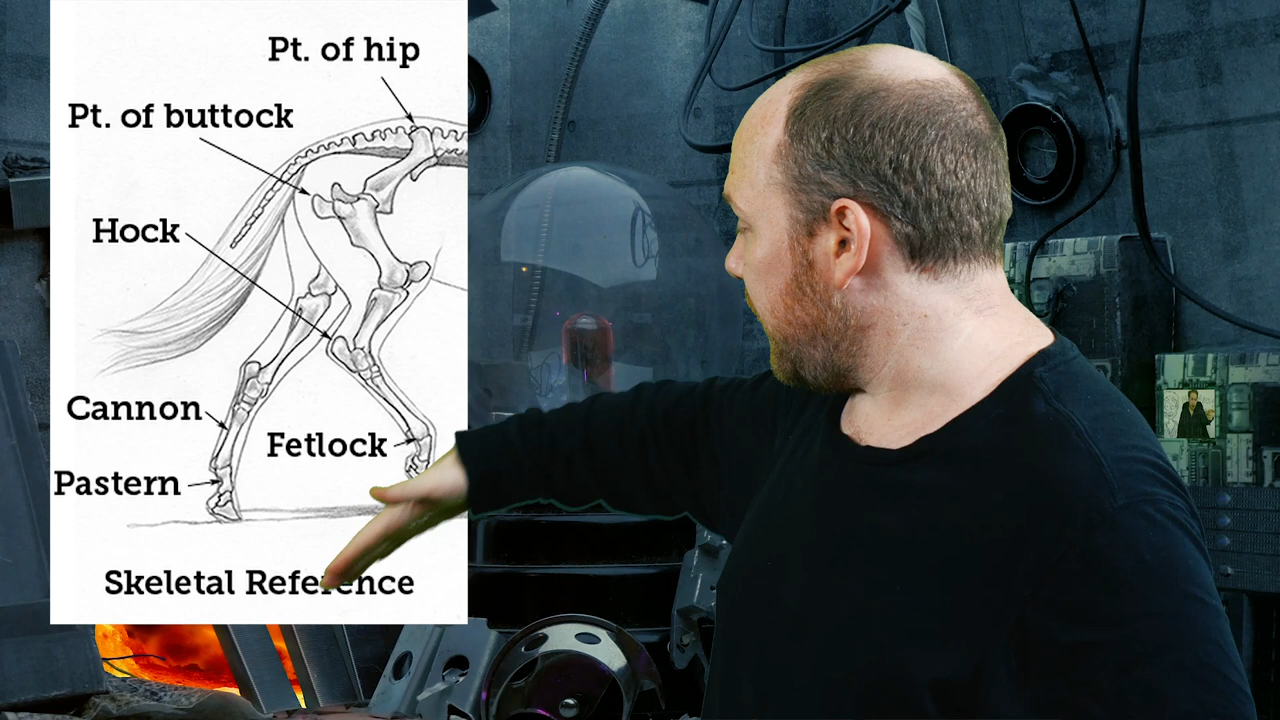 Pt. of hip
Pt. of buttock
Hock
Cannon
Fetlock
Pastern
Skeletal Reference